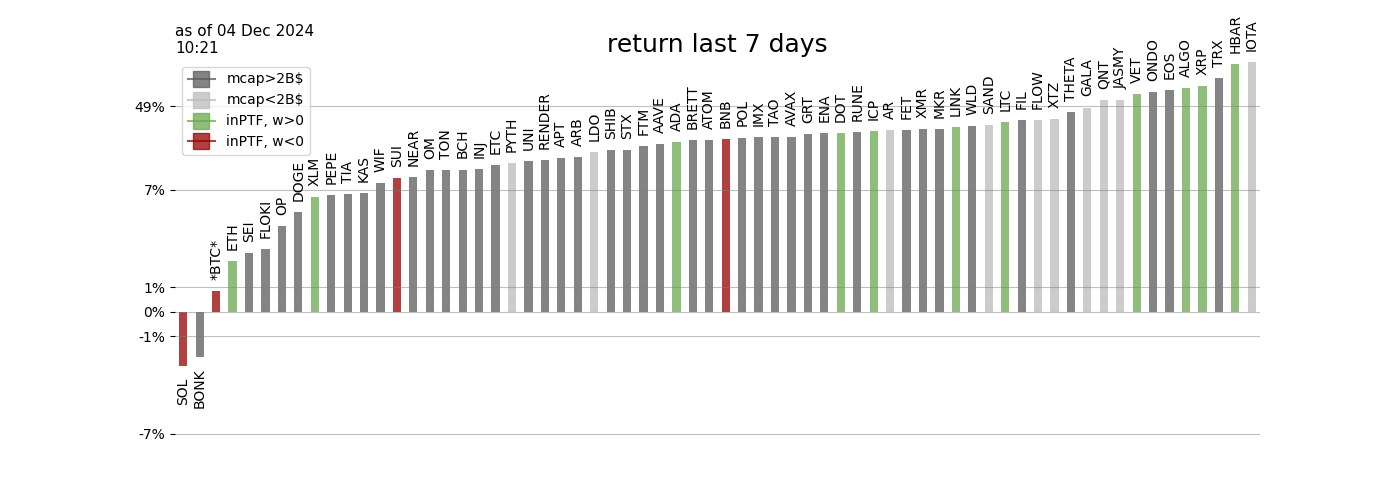 as of 04 Dec 2024
10:21
return last 7 days
mcap>2B$
mcap<2B$
inPTF, w>0
inPTF, w<0
49%
7%
1%
0%
-1%
-7%
SOL
BONK
*BTC*
ETH
SEI
FLOKI
OP
DOGE
XLM
PEPE
TIA
KAS
WIF
SUI
NEAR
OM
TON
BCH
INJ
ETC
PYTH
UNI
RENDER
APT
ARB
LDO
SHIB
STX
FTM
AAVE
ADA
BRETT
ATOM
BNB
POL
IMX
TAO
AVAX
GRT
ENA
DOT
RUNE
ICP
AR
FET
XMR
MKR
LINK
WLD
SAND
LTC
FIL
FLOW
XTZ
THETA
GALA
QNT
JASMY
VET
ONDO
EOS
ALGO
XRP
TRX
HBAR
IOTA